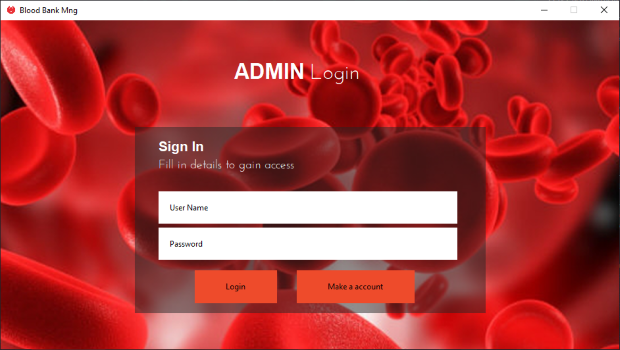 Blood Bank Mng
ADMIN Login
Sign In
Fill in details to gain access
User Name
Password
Login
Make a account